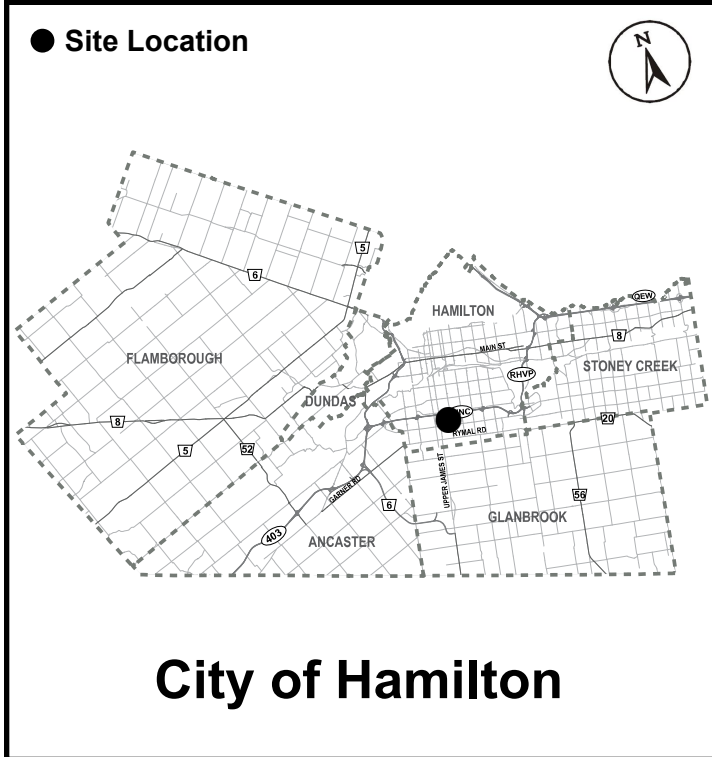 Site Location
N
5
6
QEW
HAMILTON
8
MAIN ST
FLAMBOROUGH
STONEY CREEK
RHVP
DUNDAS
8
20
RYMAL RD
5
52
UPPER JAMES ST
GARNER RD
56
6
GLANBROOK
403
ANCASTER
City of Hamilton